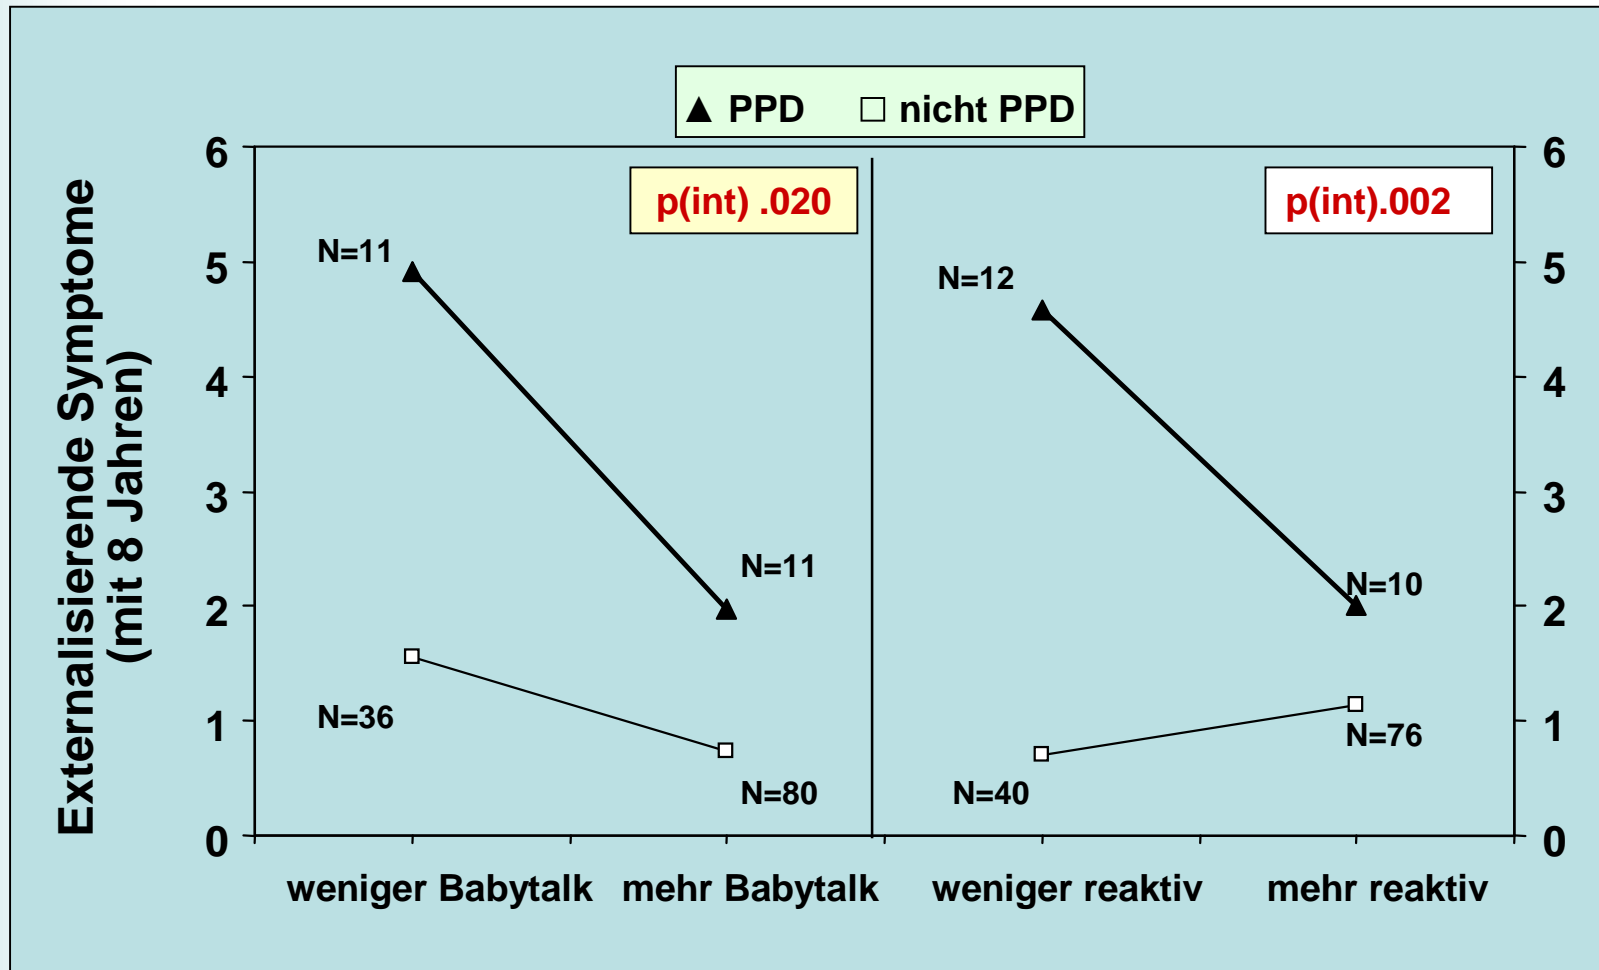 PPD nicht PPD
6 6
p(int) .020 p(int).002
N=11 N=12
5 5
4 4
3 3
N=11 N=10
2 2
N=36 N=76
1 1
N=80 N=40
0 0
Externalisierende Symptome
(mit 8 Jahren)
weniger Babytalk mehr Babytalk weniger reaktiv mehr reaktiv